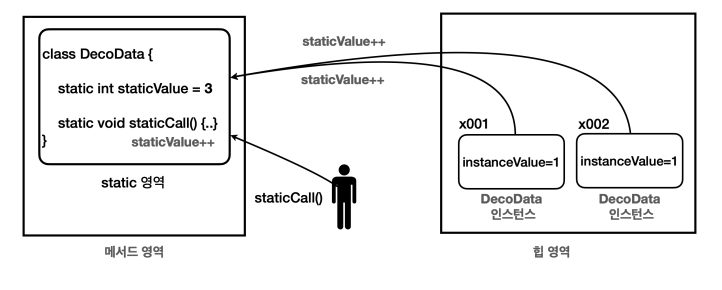 class DecoData {
static int staticValue = 3
static void staticCall() {..}
}
staticValue++
static 영역
메서드 영역
staticValue++
staticValue++
staticCall()
x001
x002
instanceValue=1
instanceValue=1
DecoData
인스턴스
DecoData
인스턴스
힙 영역